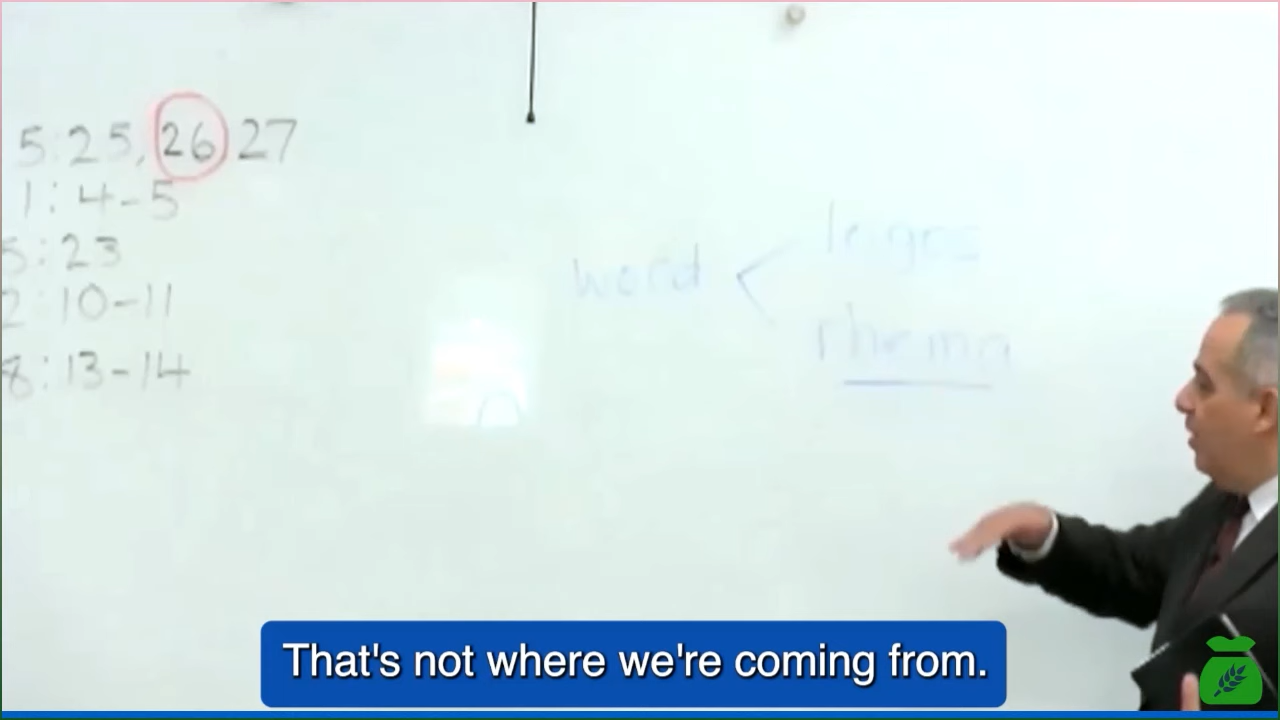 5:25, 26 27
1:4-5
5:23
2:10-11
8:13-14
word < logos
rhema
That's not where we're coming from.